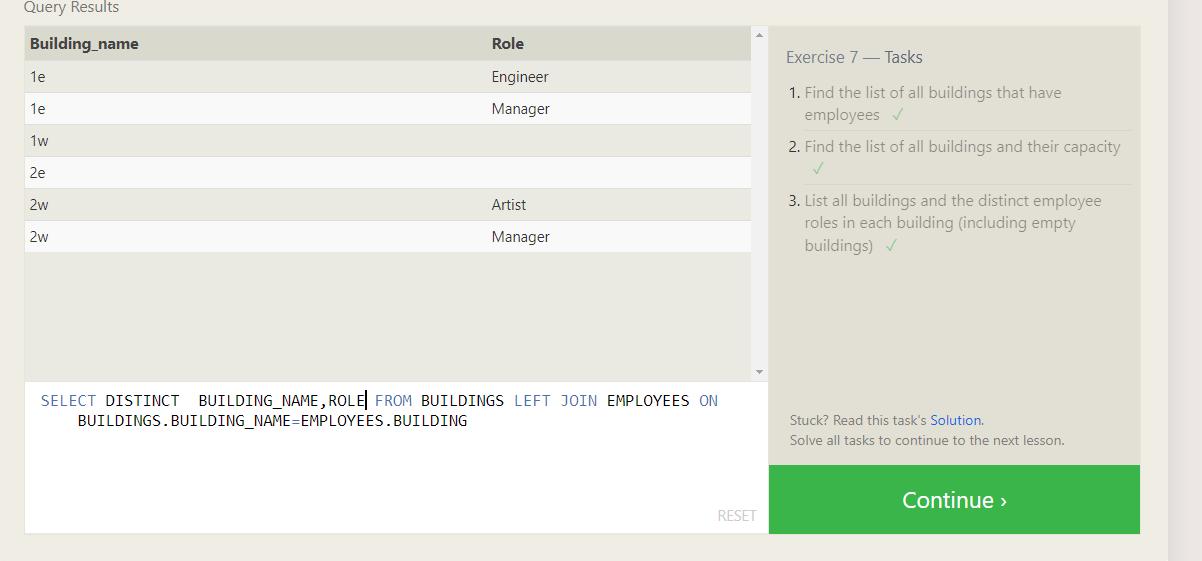 Query Results
Building_name Role
1e Engineer
1e Manager
1w
2e
2w Artist
2w Manager
SELECT DISTINCT  BUILDING_NAME,ROLE FROM BUILDINGS LEFT JOIN EMPLOYEES ON
BUILDINGS.BUILDING_NAME=EMPLOYEES.BUILDING
RESET
Exercise 7 — Tasks
1. Find the list of all buildings that have
employees ✓
2. Find the list of all buildings and their capacity
✓
3. List all buildings and the distinct employee
roles in each building (including empty
buildings) ✓
Stuck? Read this task's Solution.
Solve all tasks to continue to the next lesson.
Continue ›